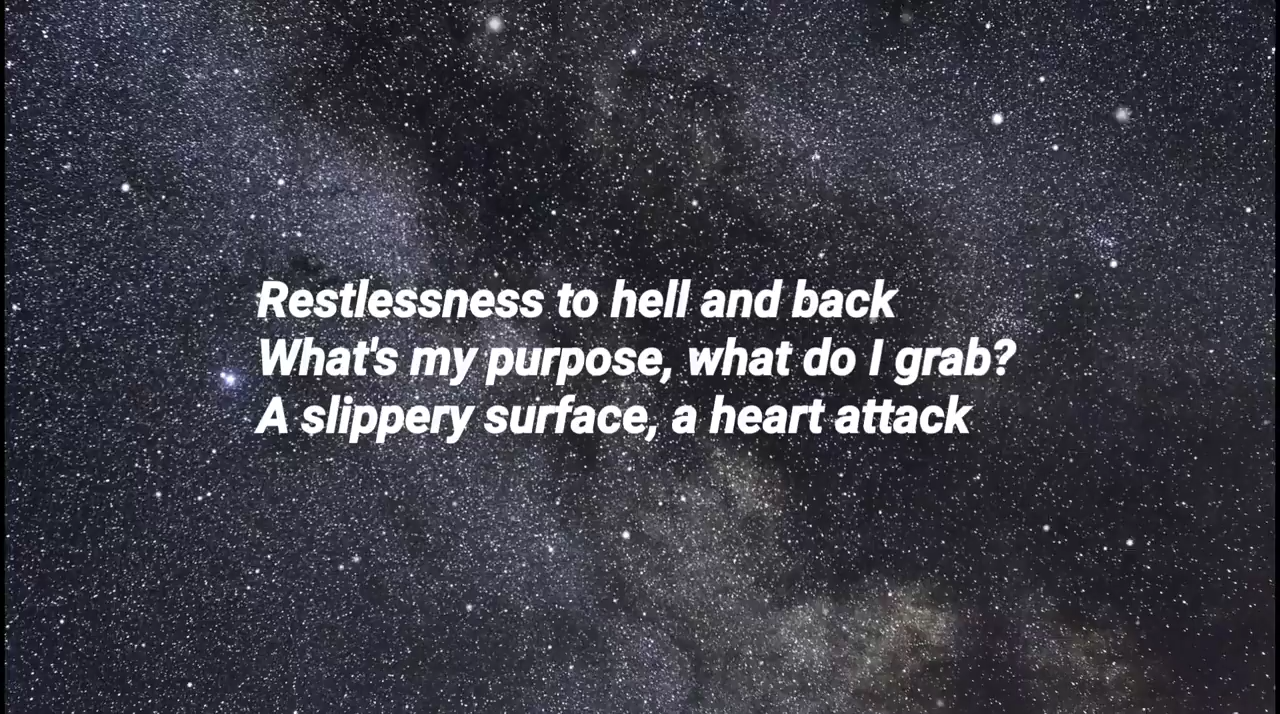 Restlessness to hell and back
What's my purpose, what do I grab?
A slippery surface, a heart attack